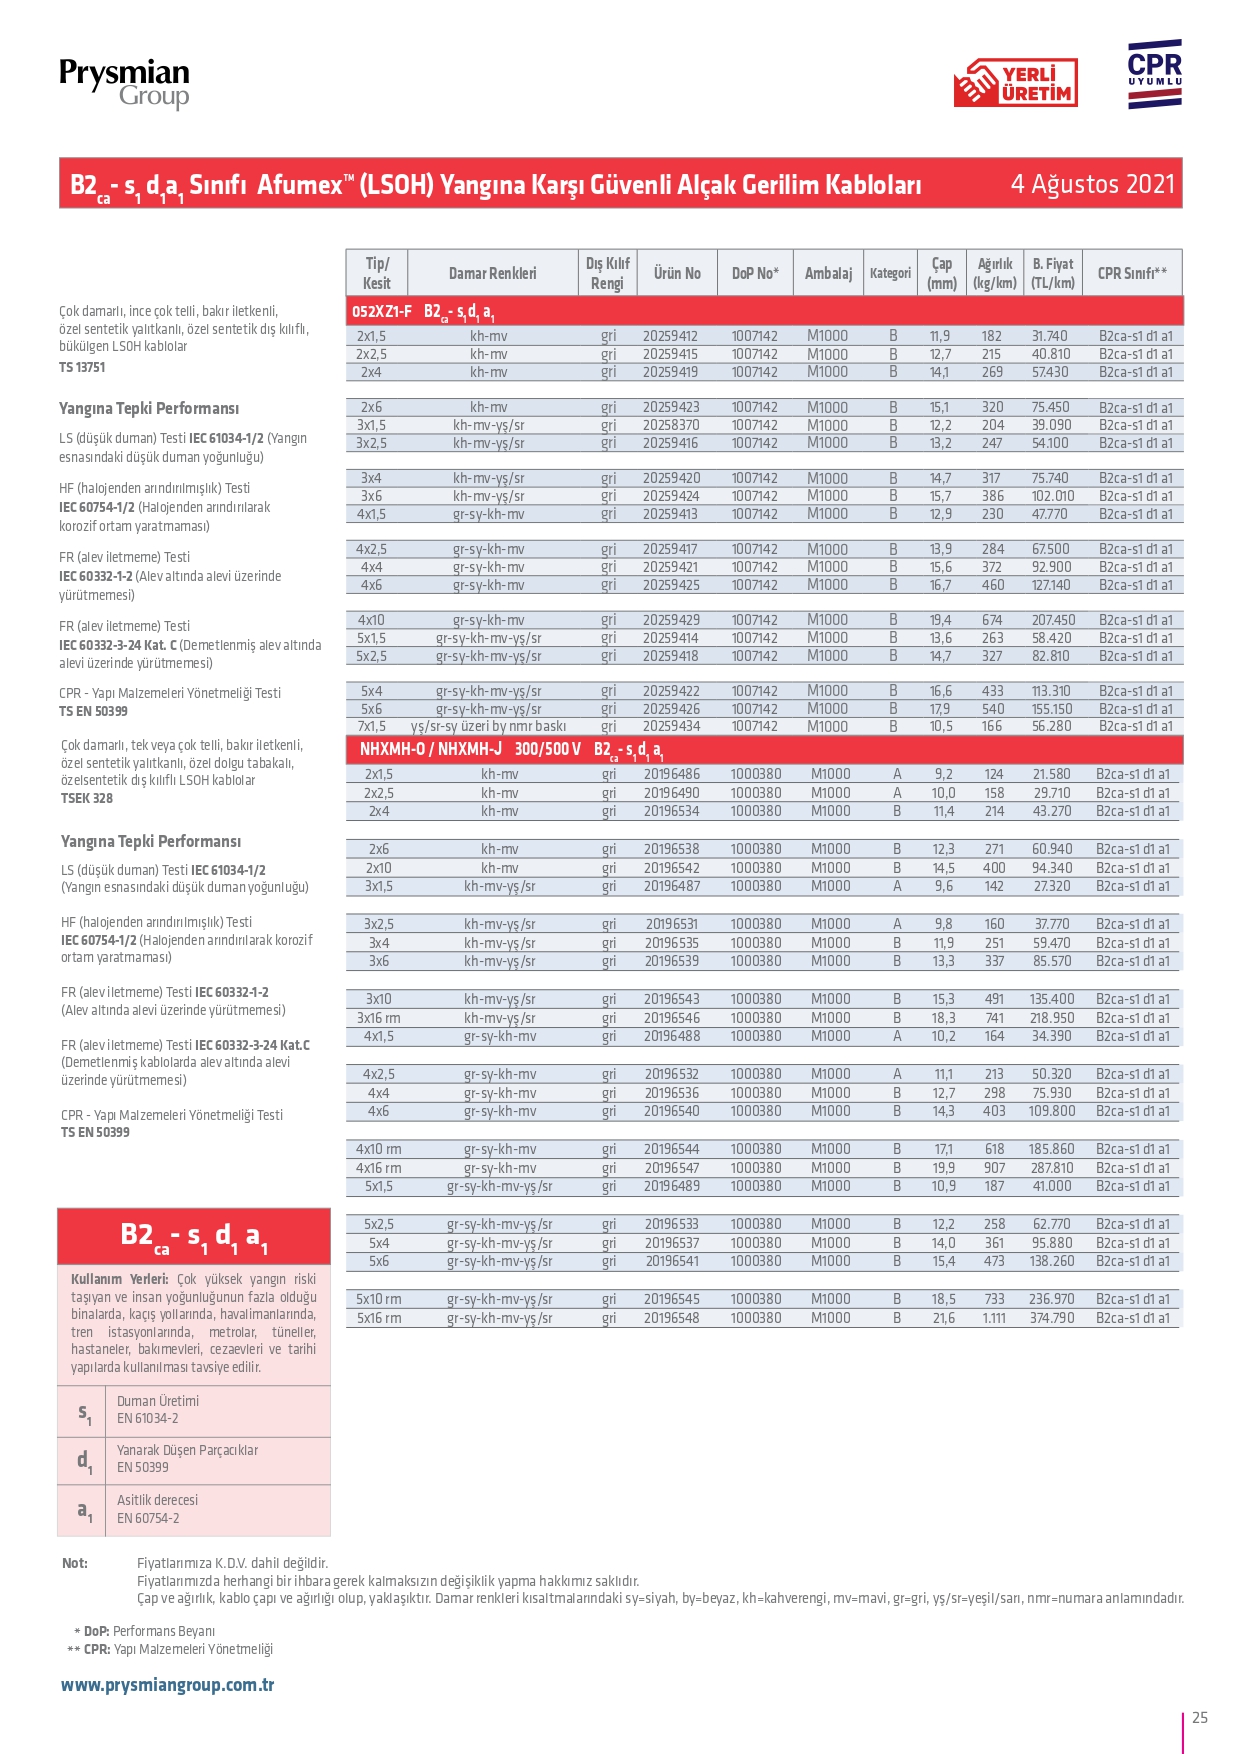 Prysmian
Group
YERLİ
ÜRETİM
CPR
UYUMLU
B2ca- s1 d1a1 Sınıfı Afumex™ (LSOH) Yangına Karşı Güvenli Alçak Gerilim Kabloları 4 Ağustos 2021
Tip/ Kesit Damar Renkleri Dış Kılıf Rengi Ürün No DoP No* Ambalaj Kategori Çap (mm) Ağırlık (kg/km) B. Fiyat (TL/km) CPR Sınıfı**
052XZ1-F B2ca- s1d1 a1
2x1,5 kh-mv gri 20259412 1007142 M1000 B 11,9 182 31.740 B2ca-s1 d1 a1
2x2,5 kh-mv gri 20259415 1007142 M1000 B 12,7 215 40.810 B2ca-s1 d1 a1
2x4 kh-mv gri 20259419 1007142 M1000 B 14,1 269 57.430 B2ca-s1 d1 a1
2x6 kh-mv gri 20259423 1007142 M1000 B 15,1 320 75.450 B2ca-s1 d1 a1
3x1,5 kh-mv-yş/sr gri 20258370 1007142 M1000 B 12,2 204 39.090 B2ca-s1 d1 a1
3x2,5 kh-mv-yş/sr gri 20259416 1007142 M1000 B 13,2 247 54.100 B2ca-s1 d1 a1
3x4 kh-mv-yş/sr gri 20259420 1007142 M1000 B 14,7 317 75.740 B2ca-s1 d1 a1
3x6 kh-mv-yş/sr gri 20259424 1007142 M1000 B 15,7 386 102.010 B2ca-s1 d1 a1
4x1,5 gr-sy-kh-mv gri 20259413 1007142 M1000 B 12,9 230 47.770 B2ca-s1 d1 a1
4x2,5 gr-sy-kh-mv gri 20259417 1007142 M1000 B 13,9 284 67.500 B2ca-s1 d1 a1
4x4 gr-sy-kh-mv gri 20259421 1007142 M1000 B 15,6 372 92.900 B2ca-s1 d1 a1
4x6 gr-sy-kh-mv gri 20259425 1007142 M1000 B 16,7 460 127.140 B2ca-s1 d1 a1
4x10 gr-sy-kh-mv gri 20259429 1007142 M1000 B 19,4 674 207.450 B2ca-s1 d1 a1
5x1,5 gr-sy-kh-mv-yş/sr gri 20259414 1007142 M1000 B 13,6 263 58.420 B2ca-s1 d1 a1
5x2,5 gr-sy-kh-mv-yş/sr gri 20259418 1007142 M1000 B 14,7 327 82.810 B2ca-s1 d1 a1
5x4 gr-sy-kh-mv-yş/sr gri 20259422 1007142 M1000 B 16,6 433 113.310 B2ca-s1 d1 a1
5x6 gr-sy-kh-mv-yş/sr gri 20259426 1007142 M1000 B 17,9 540 155.150 B2ca-s1 d1 a1
7x1,5 yş/sr-sy üzeri by nmr baskı gri 20259434 1007142 M1000 B 10,5 166 56.280 B2ca-s1 d1 a1
NHXMH-O / NHXMH-J 300/500 V B2ca- s1d1 a1
2x1,5 kh-mv gri 20196486 1000380 M1000 A 9,2 124 21.580 B2ca-s1 d1 a1
2x2,5 kh-mv gri 20196490 1000380 M1000 A 10,0 158 29.710 B2ca-s1 d1 a1
2x4 kh-mv gri 20196534 1000380 M1000 B 11,4 214 43.270 B2ca-s1 d1 a1
2x6 kh-mv gri 20196538 1000380 M1000 B 12,3 271 60.940 B2ca-s1 d1 a1
2x10 kh-mv gri 20196542 1000380 M1000 B 14,5 400 94.340 B2ca-s1 d1 a1
3x1,5 kh-mv-yş/sr gri 20196487 1000380 M1000 A 9,6 142 27.320 B2ca-s1 d1 a1
3x2,5 kh-mv-yş/sr gri 20196531 1000380 M1000 A 9,8 160 37.770 B2ca-s1 d1 a1
3x4 kh-mv-yş/sr gri 20196535 1000380 M1000 B 11,9 251 59.470 B2ca-s1 d1 a1
3x6 kh-mv-yş/sr gri 20196539 1000380 M1000 B 13,3 337 85.570 B2ca-s1 d1 a1
3x10 kh-mv-yş/sr gri 20196543 1000380 M1000 B 15,3 491 135.400 B2ca-s1 d1 a1
3x16 rm kh-mv-yş/sr gri 20196546 1000380 M1000 B 18,3 741 218.950 B2ca-s1 d1 a1
4x1,5 gr-sy-kh-mv gri 20196488 1000380 M1000 A 10,2 164 34.390 B2ca-s1 d1 a1
4x2,5 gr-sy-kh-mv gri 20196532 1000380 M1000 A 11,1 213 50.320 B2ca-s1 d1 a1
4x4 gr-sy-kh-mv gri 20196536 1000380 M1000 B 12,7 298 75.930 B2ca-s1 d1 a1
4x6 gr-sy-kh-mv gri 20196540 1000380 M1000 B 14,3 403 109.800 B2ca-s1 d1 a1
4x10 rm gr-sy-kh-mv gri 20196544 1000380 M1000 B 17,1 618 185.860 B2ca-s1 d1 a1
4x16 rm gr-sy-kh-mv gri 20196547 1000380 M1000 B 19,9 907 287.810 B2ca-s1 d1 a1
5x1,5 gr-sy-kh-mv-yş/sr gri 20196489 1000380 M1000 B 10,9 187 41.000 B2ca-s1 d1 a1
5x2,5 gr-sy-kh-mv-yş/sr gri 20196533 1000380 M1000 B 12,2 258 62.770 B2ca-s1 d1 a1
5x4 gr-sy-kh-mv-yş/sr gri 20196537 1000380 M1000 B 14,0 361 95.880 B2ca-s1 d1 a1
5x6 gr-sy-kh-mv-yş/sr gri 20196541 1000380 M1000 B 15,4 473 138.260 B2ca-s1 d1 a1
5x10 rm gr-sy-kh-mv-yş/sr gri 20196545 1000380 M1000 B 18,5 733 236.970 B2ca-s1 d1 a1
5x16 rm gr-sy-kh-mv-yş/sr gri 20196548 1000380 M1000 B 21,6 1.111 374.790 B2ca-s1 d1 a1
Çok damarlı, ince çok telli, bakır iletkenli,
özel sentetik yalıtkanlı, özel sentetik dış kılıflı,
bükülgen LSOH kablolar
TS 13751
Yangına Tepki Performansı
LS (düşük duman) Testi IEC 61034-1/2 (Yangın
esnasındaki düşük duman yoğunluğu)
HF (halojenden arındırılmışlık) Testi
IEC 60754-1/2 (Halojenden arındırılarak
korozif ortam yaratmaması)
FR (alev iletmeme) Testi
IEC 60332-1-2 (Alev altında alevi üzerinde
yürütmemesi)
FR (alev iletmeme) Testi
IEC 60332-3-24 Kat. C (Demetlenmiş alev altında
alevi üzerinde yürütmemesi)
CPR - Yapı Malzemeleri Yönetmeliği Testi
TS EN 50399
Çok damarlı, tek veya çok telli, bakır iletkenli,
özel sentetik yalıtkanlı, özel dolgu tabakalı,
özelsentetik dış kılıflı LSOH kablolar
TSEK 328
Yangına Tepki Performansı
LS (düşük duman) Testi IEC 61034-1/2
(Yangın esnasındaki düşük duman yoğunluğu)
HF (halojenden arındırılmışlık) Testi
IEC 60754-1/2 (Halojenden arındırılarak korozif
ortam yaratmaması)
FR (alev iletmeme) Testi IEC 60332-1-2
(Alev altında alevi üzerinde yürütmemesi)
FR (alev iletmeme) Testi IEC 60332-3-24 Kat.C
(Demetlenmiş kablolarda alev altında alevi
üzerinde yürütmemesi)
CPR - Yapı Malzemeleri Yönetmeliği Testi
TS EN 50399
B2ca- s1 d1 a1
Kullanım Yerleri: Çok yüksek yangın riski
taşıyan ve insan yoğunluğunun fazla olduğu
binalarda, kaçış yollarında, havalimanlarında,
tren istasyonlarında, metrolar, tüneller,
hastaneler, bakımevleri, cezaevleri ve tarihi
yapılarda kullanılması tavsiye edilir.
s1 Duman Üretimi
EN 61034-2
d1 Yanarak Düşen Parçacıklar
EN 50399
a1 Asitlik derecesi
EN 60754-2
Not: Fiyatlarımıza K.D.V. dahil değildir.
Fiyatlarımızda herhangi bir ihbara gerek kalmaksızın değişiklik yapma hakkımız saklıdır.
Çap ve ağırlık, kablo çapı ve ağırlığı olup, yaklaşıktır. Damar renkleri kısaltmalarındaki sy=siyah, by=beyaz, kh=kahverengi, mv=mavi, gr=gri, yş/sr=yeşil/sarı, nmr=numara anlamındadır.
* DoP: Performans Beyanı
** CPR: Yapı Malzemeleri Yönetmeliği
www.prysmiangroup.com.tr
25